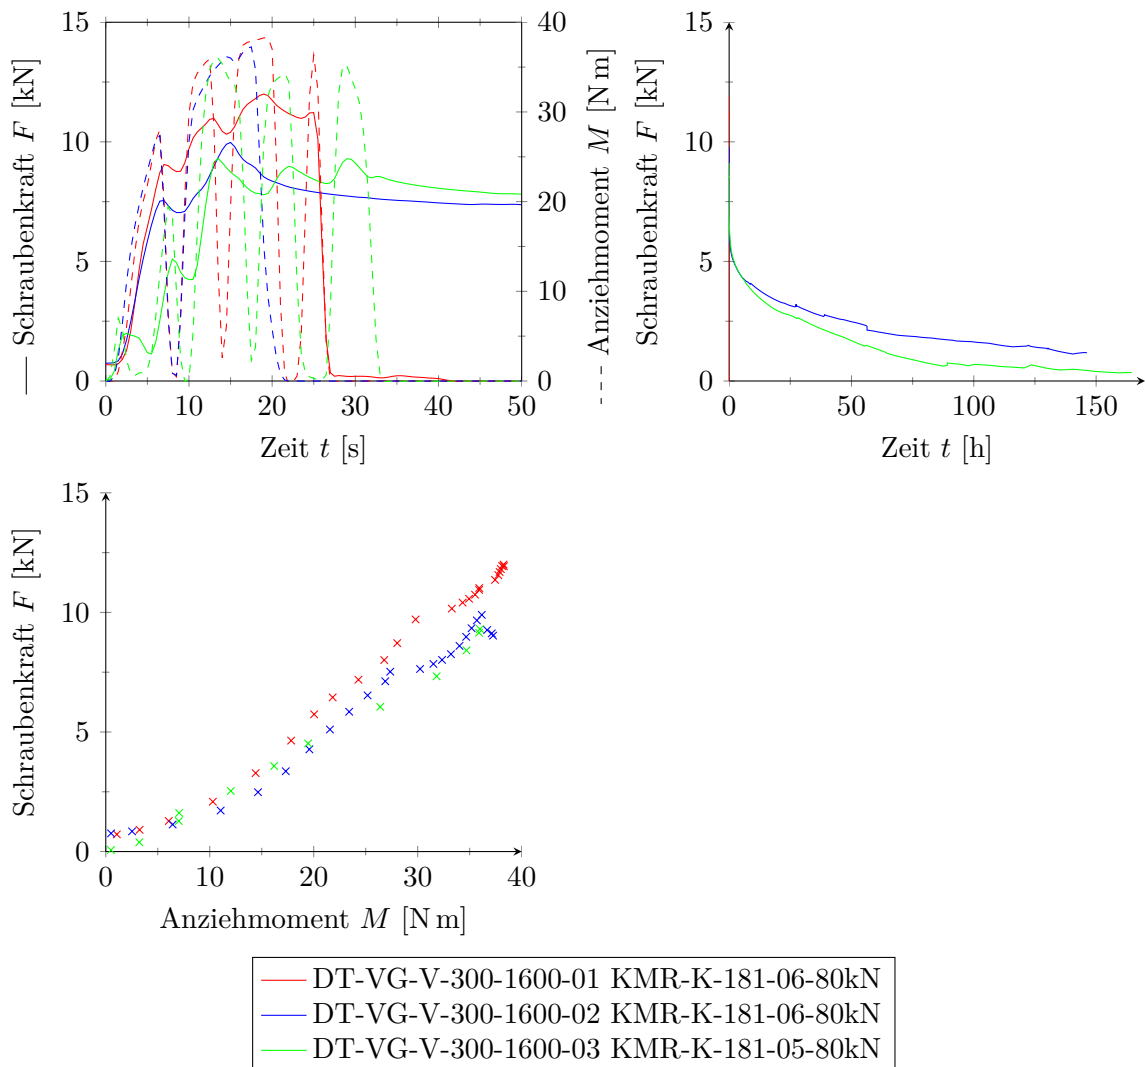 15
10
5
0
40
30
20
10
0
0 10 20 30 40 50
Zeit t [s]
— Schraubenkraft F [kN]
--- Anziehmoment M [N m]
15
10
5
0
0 50 100 150
Zeit t [h]
Schraubenkraft F [kN]
15
10
5
0
0 10 20 30 40
Anziehmoment M [N m]
Schraubenkraft F [kN]
DT-VG-V-300-1600-01 KMR-K-181-06-80kN
DT-VG-V-300-1600-02 KMR-K-181-06-80kN
DT-VG-V-300-1600-03 KMR-K-181-05-80kN